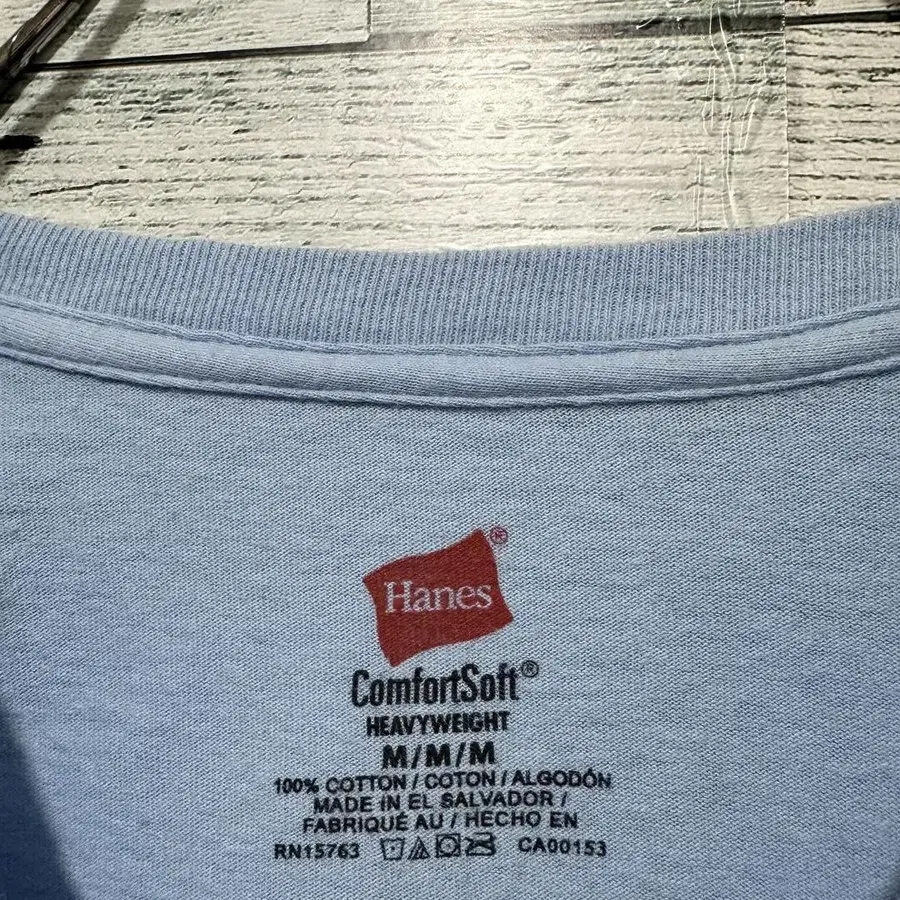 Hanes®
ComfortSoft®
HEAVYWEIGHT
M/M/M
100% COTTON / COTON / ALGODÓN
MADE IN EL SALVADOR /
FABRIQUÉ AU / HECHO EN
RN15763 CA00153